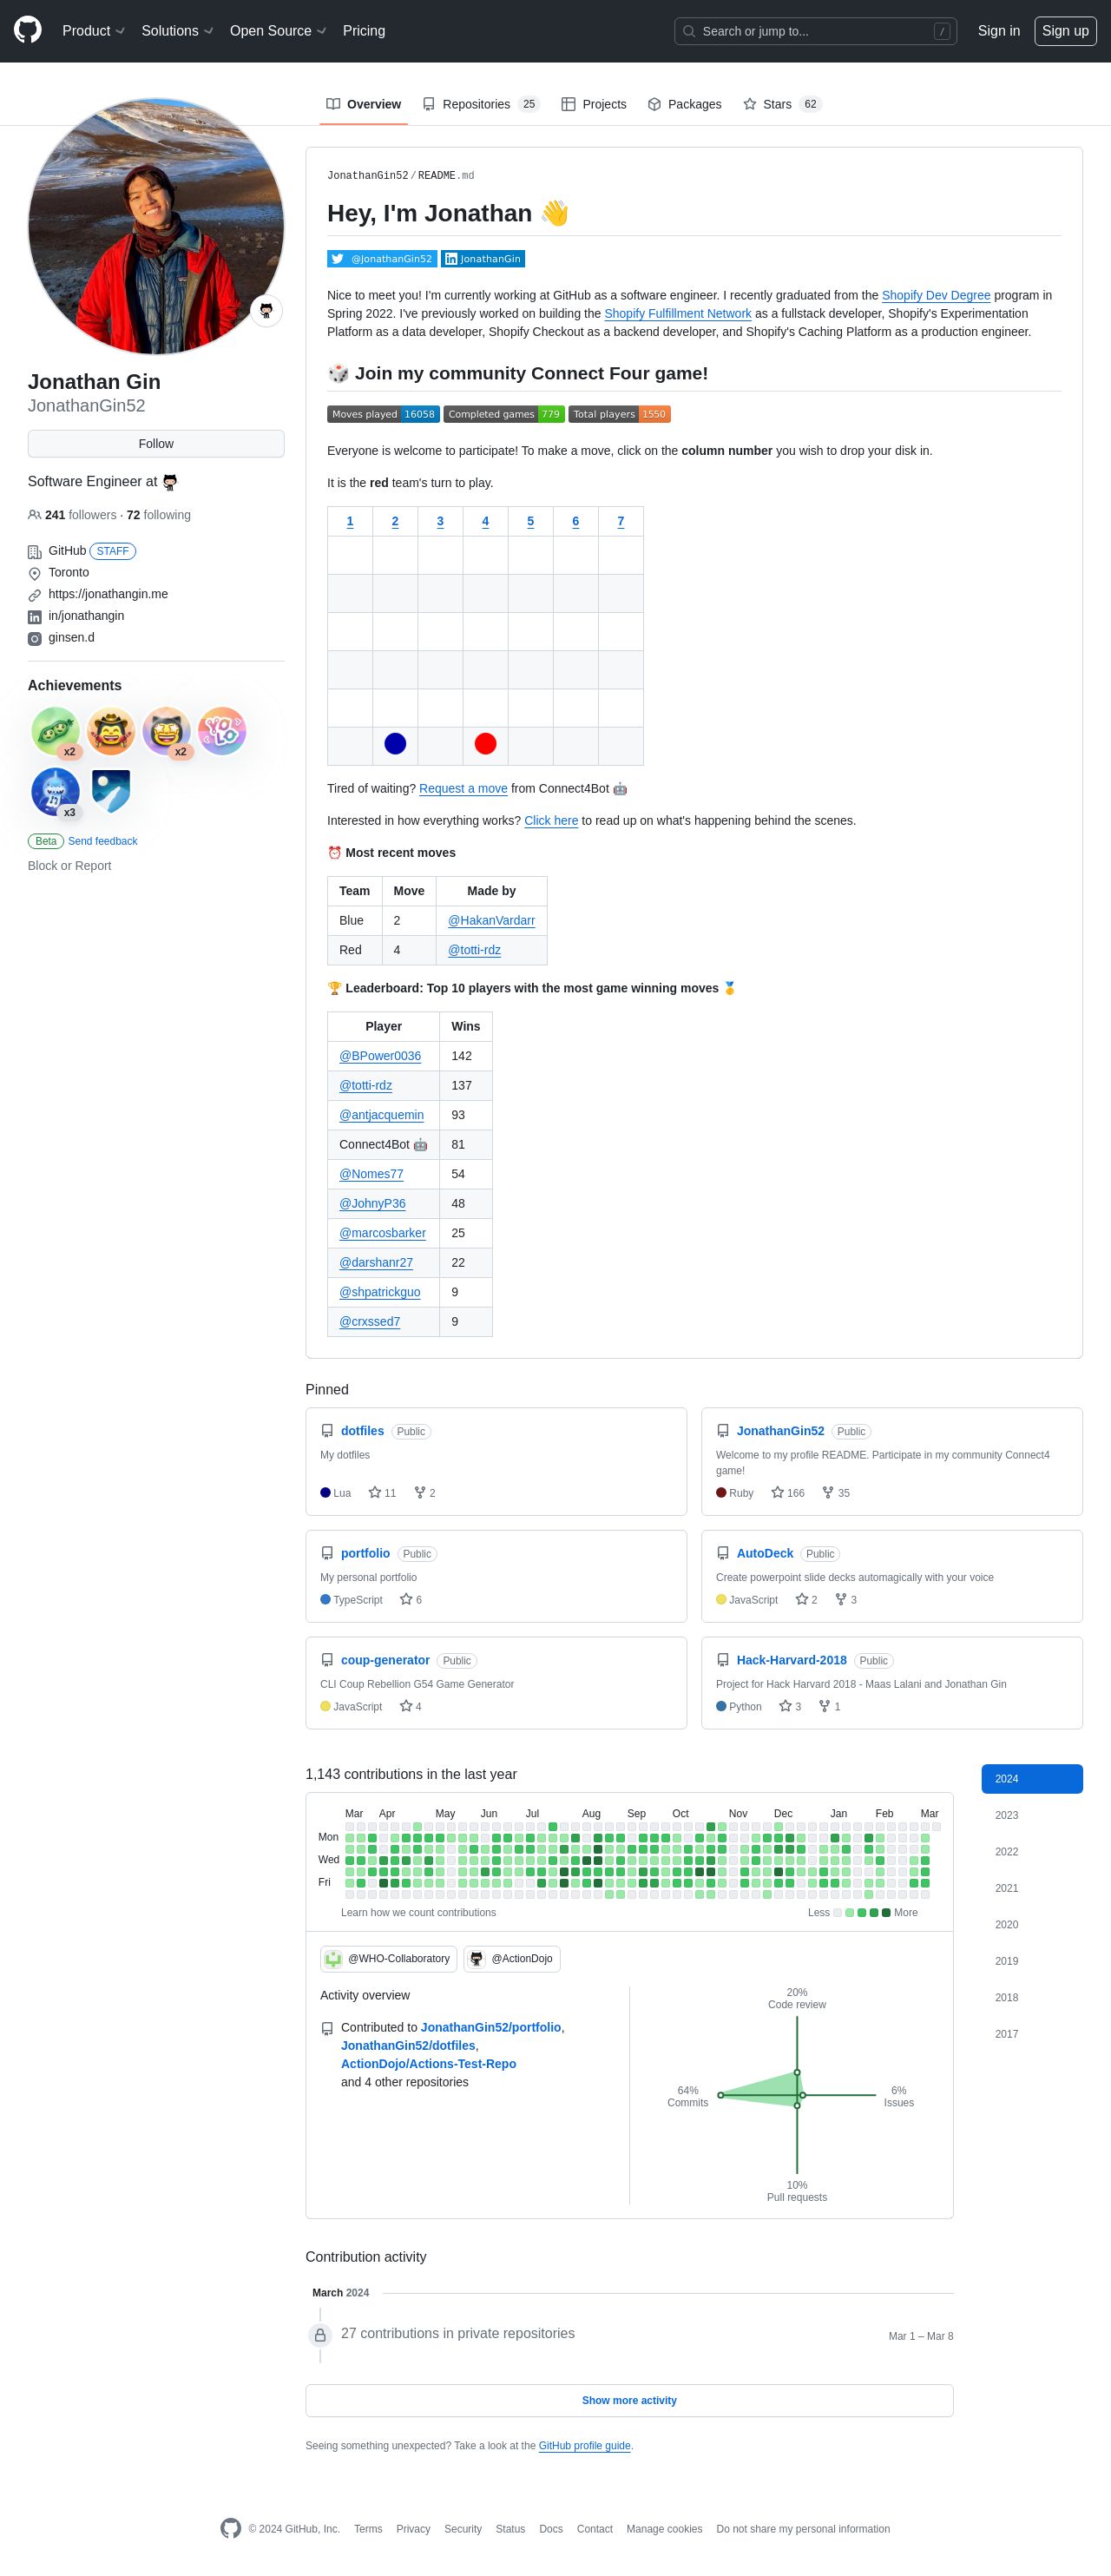 Product Solutions Open Source Pricing Search or jump to... / Sign in Sign up
Overview Repositories 25 Projects Packages Stars 62
Jonathan Gin
JonathanGin52
Follow
Software Engineer at
241 followers · 72 following
GitHub STAFF
Toronto
https://jonathangin.me
in/jonathangin
ginsen.d
Achievements
x2 x2 YOLO
x3
Beta Send feedback
Block or Report
JonathanGin52/README.md
Hey, I'm Jonathan 👋
@JonathanGin52 JonathanGin
Nice to meet you! I'm currently working at GitHub as a software engineer. I recently graduated from the Shopify Dev Degree program in
Spring 2022. I've previously worked on building the Shopify Fulfillment Network as a fullstack developer, Shopify's Experimentation
Platform as a data developer, Shopify Checkout as a backend developer, and Shopify's Caching Platform as a production engineer.
🎲 Join my community Connect Four game!
Moves played 16058 Completed games 779 Total players 1550
Everyone is welcome to participate! To make a move, click on the column number you wish to drop your disk in.
It is the red team's turn to play.
1 2 3 4 5 6 7
Tired of waiting? Request a move from Connect4Bot 🤖
Interested in how everything works? Click here to read up on what's happening behind the scenes.
⏰ Most recent moves
Team Move Made by
Blue 2 @HakanVardarr
Red 4 @totti-rdz
🏆 Leaderboard: Top 10 players with the most game winning moves 🥇
Player Wins
@BPower0036 142
@totti-rdz 137
@antjacquemin 93
Connect4Bot 🤖 81
@Nomes77 54
@JohnyP36 48
@marcosbarker 25
@darshanr27 22
@shpatrickguo 9
@crxssed7 9
Pinned
dotfiles Public
My dotfiles
Lua 11 2
JonathanGin52 Public
Welcome to my profile README. Participate in my community Connect4
game!
Ruby 166 35
portfolio Public
My personal portfolio
TypeScript 6
AutoDeck Public
Create powerpoint slide decks automagically with your voice
JavaScript 2 3
coup-generator Public
CLI Coup Rebellion G54 Game Generator
JavaScript 4
Hack-Harvard-2018 Public
Project for Hack Harvard 2018 - Maas Lalani and Jonathan Gin
Python 3 1
1,143 contributions in the last year
Mar Apr May Jun Jul Aug Sep Oct Nov Dec Jan Feb Mar
Mon
Wed
Fri
Learn how we count contributions Less More
2024
2023
2022
2021
2020
2019
2018
2017
@WHO-Collaboratory @ActionDojo
Activity overview
Contributed to JonathanGin52/portfolio,
JonathanGin52/dotfiles,
ActionDojo/Actions-Test-Repo
and 4 other repositories
20%
Code review
64%
Commits
6%
Issues
10%
Pull requests
Contribution activity
March 2024
27 contributions in private repositories Mar 1 – Mar 8
Show more activity
Seeing something unexpected? Take a look at the GitHub profile guide.
© 2024 GitHub, Inc. Terms Privacy Security Status Docs Contact Manage cookies Do not share my personal information